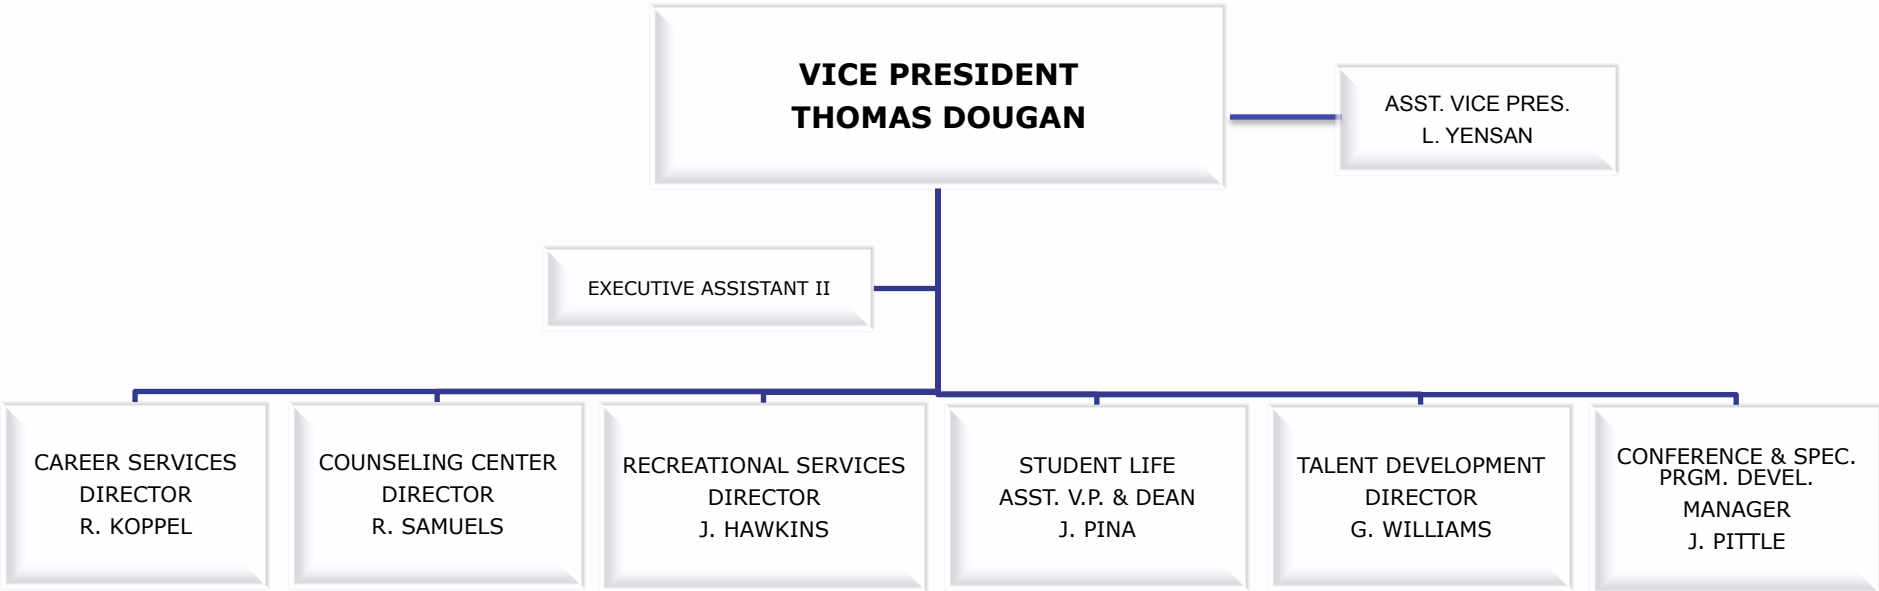 VICE PRESIDENT
THOMAS DOUGAN
ASST. VICE PRES.
L. YENSAN
EXECUTIVE ASSISTANT II
CAREER SERVICES
DIRECTOR
R. KOPPEL
COUNSELING CENTER
DIRECTOR
R. SAMUELS
RECREATIONAL SERVICES
DIRECTOR
J. HAWKINS
STUDENT LIFE
ASST. V.P. & DEAN
J. PINA
TALENT DEVELOPMENT
DIRECTOR
G. WILLIAMS
CONFERENCE & SPEC.
PRGM. DEVEL.
MANAGER
J. PITTLE